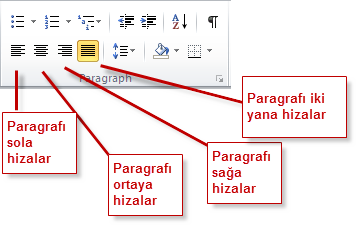 Paragraph
Paragrafı iki
yana hizalar
Paragrafı
sola
hizalar
Paragrafı
ortaya
hizalar
Paragrafı
sağa
hizalar